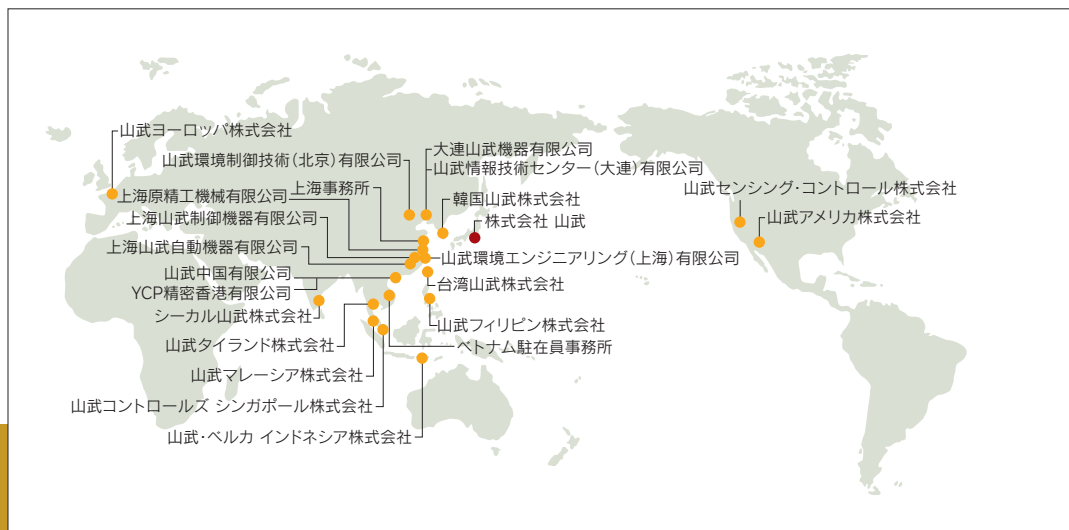 山武ヨーロッパ株式会社
大連山武機器有限公司
山武環境制御技術（北京）有限公司
山武情報技術センター（大連）有限公司
上海事務所
上海原精工機械有限公司
韓国山武株式会社
山武センシング・コントロール株式会社
上海山武制御機器有限公司
株式会社 山武
山武アメリカ株式会社
上海山武自動機器有限公司
山武環境エンジニアリング（上海）有限公司
山武中国有限公司
台湾山武株式会社
YCP精密香港有限公司
シーカル山武株式会社
山武フィリピン株式会社
山武タイランド株式会社
ベトナム駐在員事務所
山武マレーシア株式会社
山武コントロールズ シンガポール株式会社
山武・ベルカ インドネシア株式会社